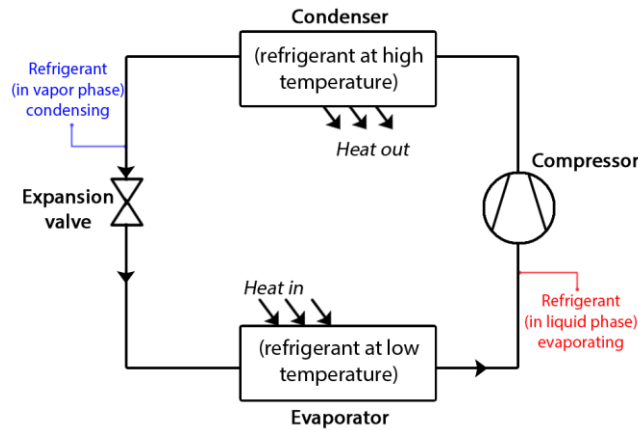 Condenser
(refrigerant at high
temperature)
Heat out
Refrigerant
(in vapor phase)
condensing
Compressor
Expansion
valve
Heat in
(refrigerant at low
temperature)
Evaporator
Refrigerant
(in liquid phase)
evaporating